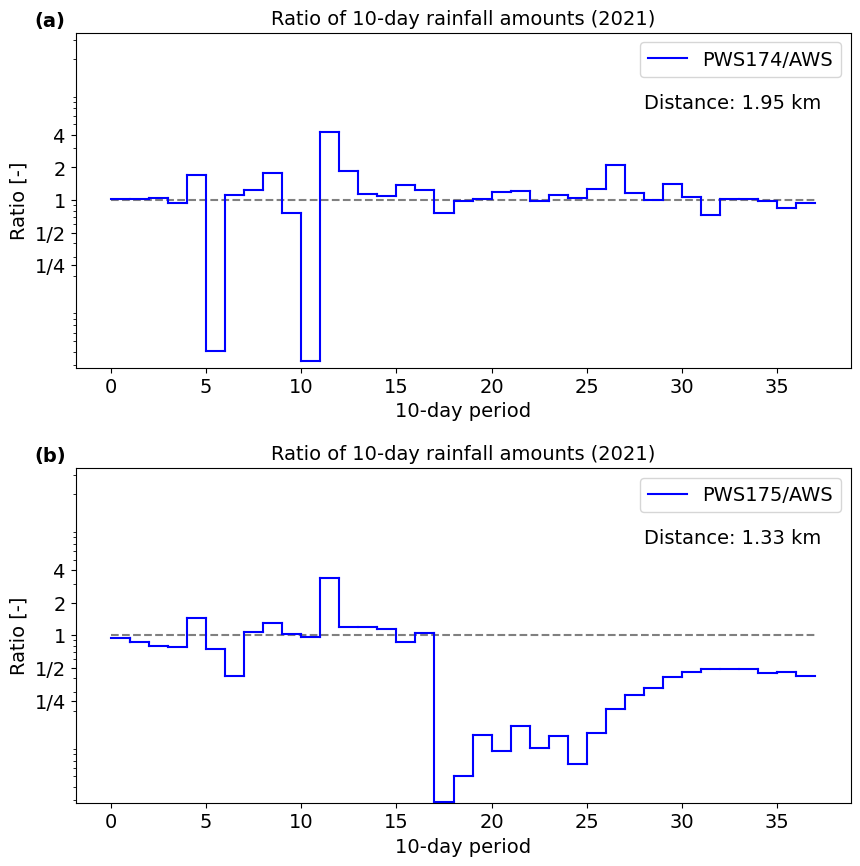 (a)
Ratio of 10-day rainfall amounts (2021)
PWS174/AWS
Distance: 1.95 km
Ratio [-]
4
2
1
1/2
1/4
0 5 10 15 20 25 30 35
10-day period
(b)
Ratio of 10-day rainfall amounts (2021)
PWS175/AWS
Distance: 1.33 km
Ratio [-]
4
2
1
1/2
1/4
0 5 10 15 20 25 30 35
10-day period